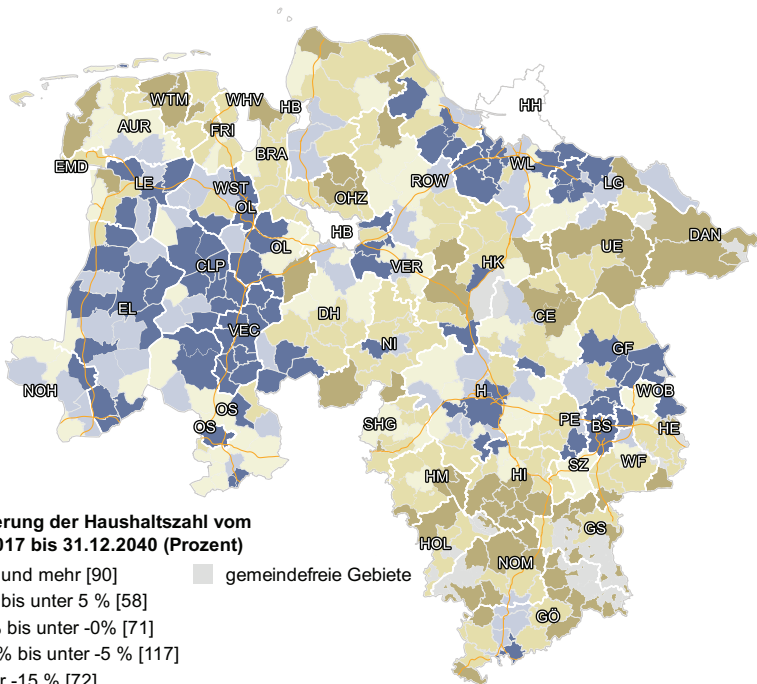 HH
WTM
WHV
HB
AUR
FRI
BRA
EMD
LE
WST
ROW
WL
LG
OHZ
OL
HB
OL
VER
HK
UE
DAN
CLP
EL
DH
CE
VEC
NI
GF
NOH
H
WOB
OS
OS
SHG
PE
BS
HE
SZ
WF
HM
HI
HOL
GS
NOM
GÖ
der Haushaltszahl vom
bis 31.12.2040 (Prozent)
und mehr [90]
gemeindefreie Gebiete
bis unter 5 % [58]
bis unter -0% [71]
% bis unter -5 % [117]
-15 % [72]